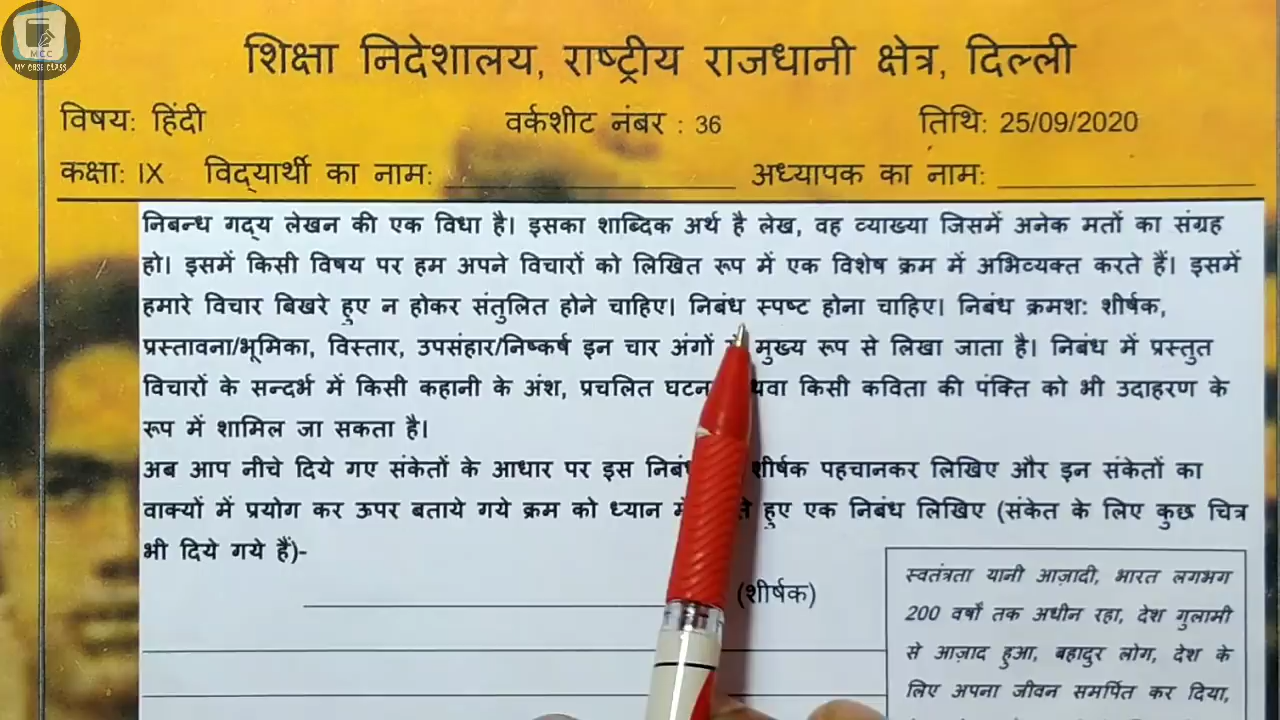 MCC
MY CBSE CLASS
शिक्षा निदेशालय, राष्ट्रीय राजधानी क्षेत्र, दिल्ली
विषय: हिंदी वर्कशीट नंबर : 36 तिथि: 25/09/2020
कक्षा: IX विद्यार्थी का नाम: अध्यापक का नाम:
निबन्ध गद्य लेखन की एक विधा है। इसका शाब्दिक अर्थ है लेख, वह व्याख्या जिसमें अनेक मतों का संग्रह
हो। इसमें किसी विषय पर हम अपने विचारों को लिखित रूप में एक विशेष क्रम में अभिव्यक्त करते हैं। इसमें
हमारे विचार बिखरे हुए न होकर संतुलित होने चाहिए। निबंध स्पष्ट होना चाहिए। निबंध क्रमश: शीर्षक,
प्रस्तावना/भूमिका, विस्तार, उपसंहार/निष्कर्ष इन चार अंगों मुख्य रूप से लिखा जाता है। निबंध में प्रस्तुत
विचारों के सन्दर्भ में किसी कहानी के अंश, प्रचलित किसी कविता की पंक्ति को भी उदाहरण के
रूप में शामिल जा सकता है।
अब आप नीचे दिये गए संकेतों के आधार पर इस शीर्षक पहचानकर लिखिए और इन संकेतों का
वाक्यों में प्रयोग कर ऊपर बताये गये क्रम को ध्यान हुए एक निबंध लिखिए (संकेत के लिए कुछ चित्र
भी दिये गये हैं)-
(शीर्षक)
स्वतंत्रता यानी आज़ादी, भारत लगभग
200 वर्षों तक अधीन रहा, देश गुलामी
से आज़ाद हुआ, बहादुर लोग, देश के
लिए अपना जीवन समर्पित कर दिया,